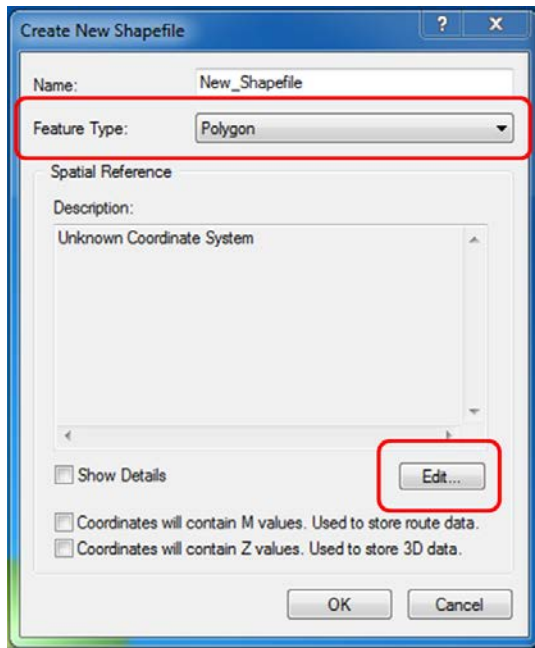 Create New Shapefile
Name: New_Shapefile
Feature Type: Polygon
Spatial Reference
Description:
Unknown Coordinate System
Show Details
Edit...
Coordinates will contain M values. Used to store route data.
Coordinates will contain Z values. Used to store 3D data.
OK Cancel